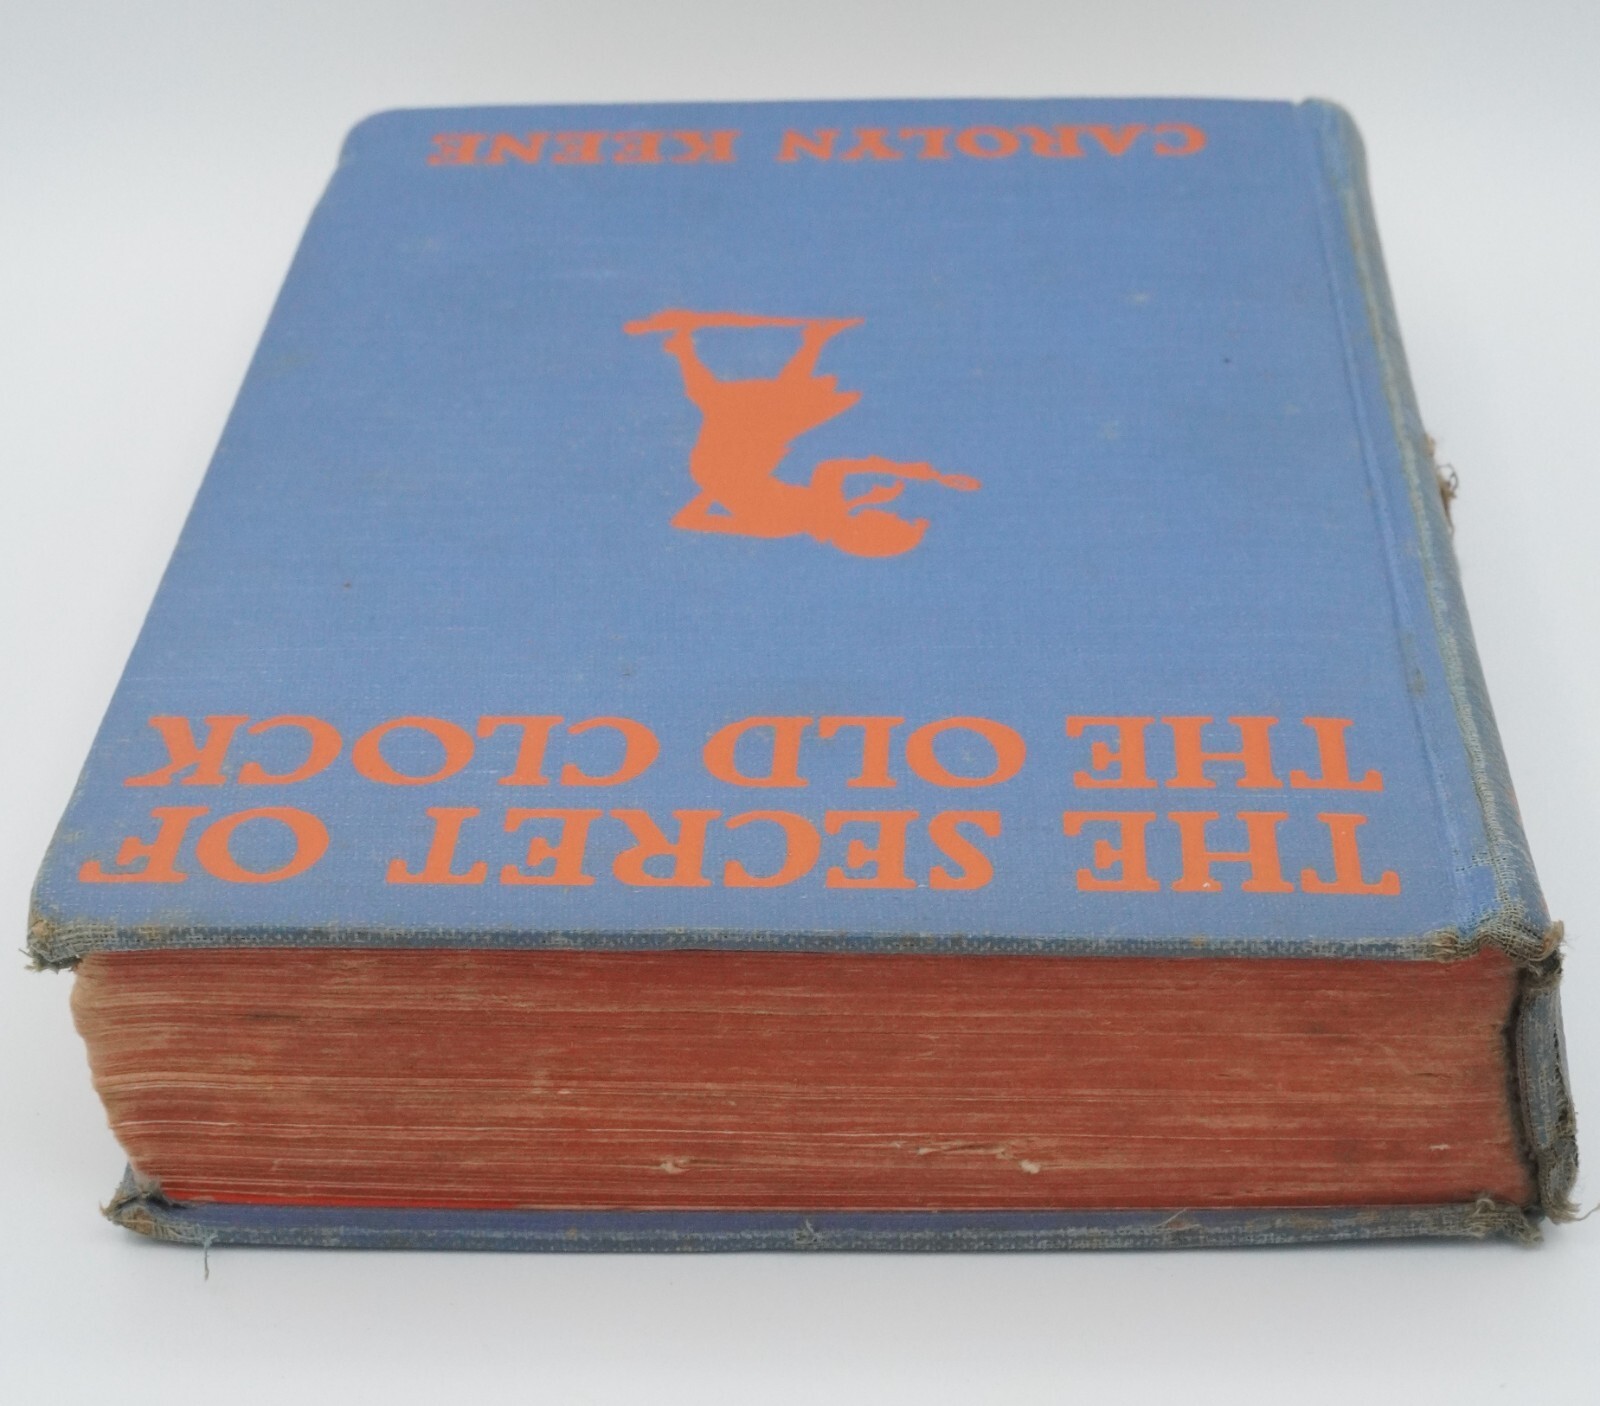 THE SECRET OF
THE OLD CLOCK
CAROLYN KEENE